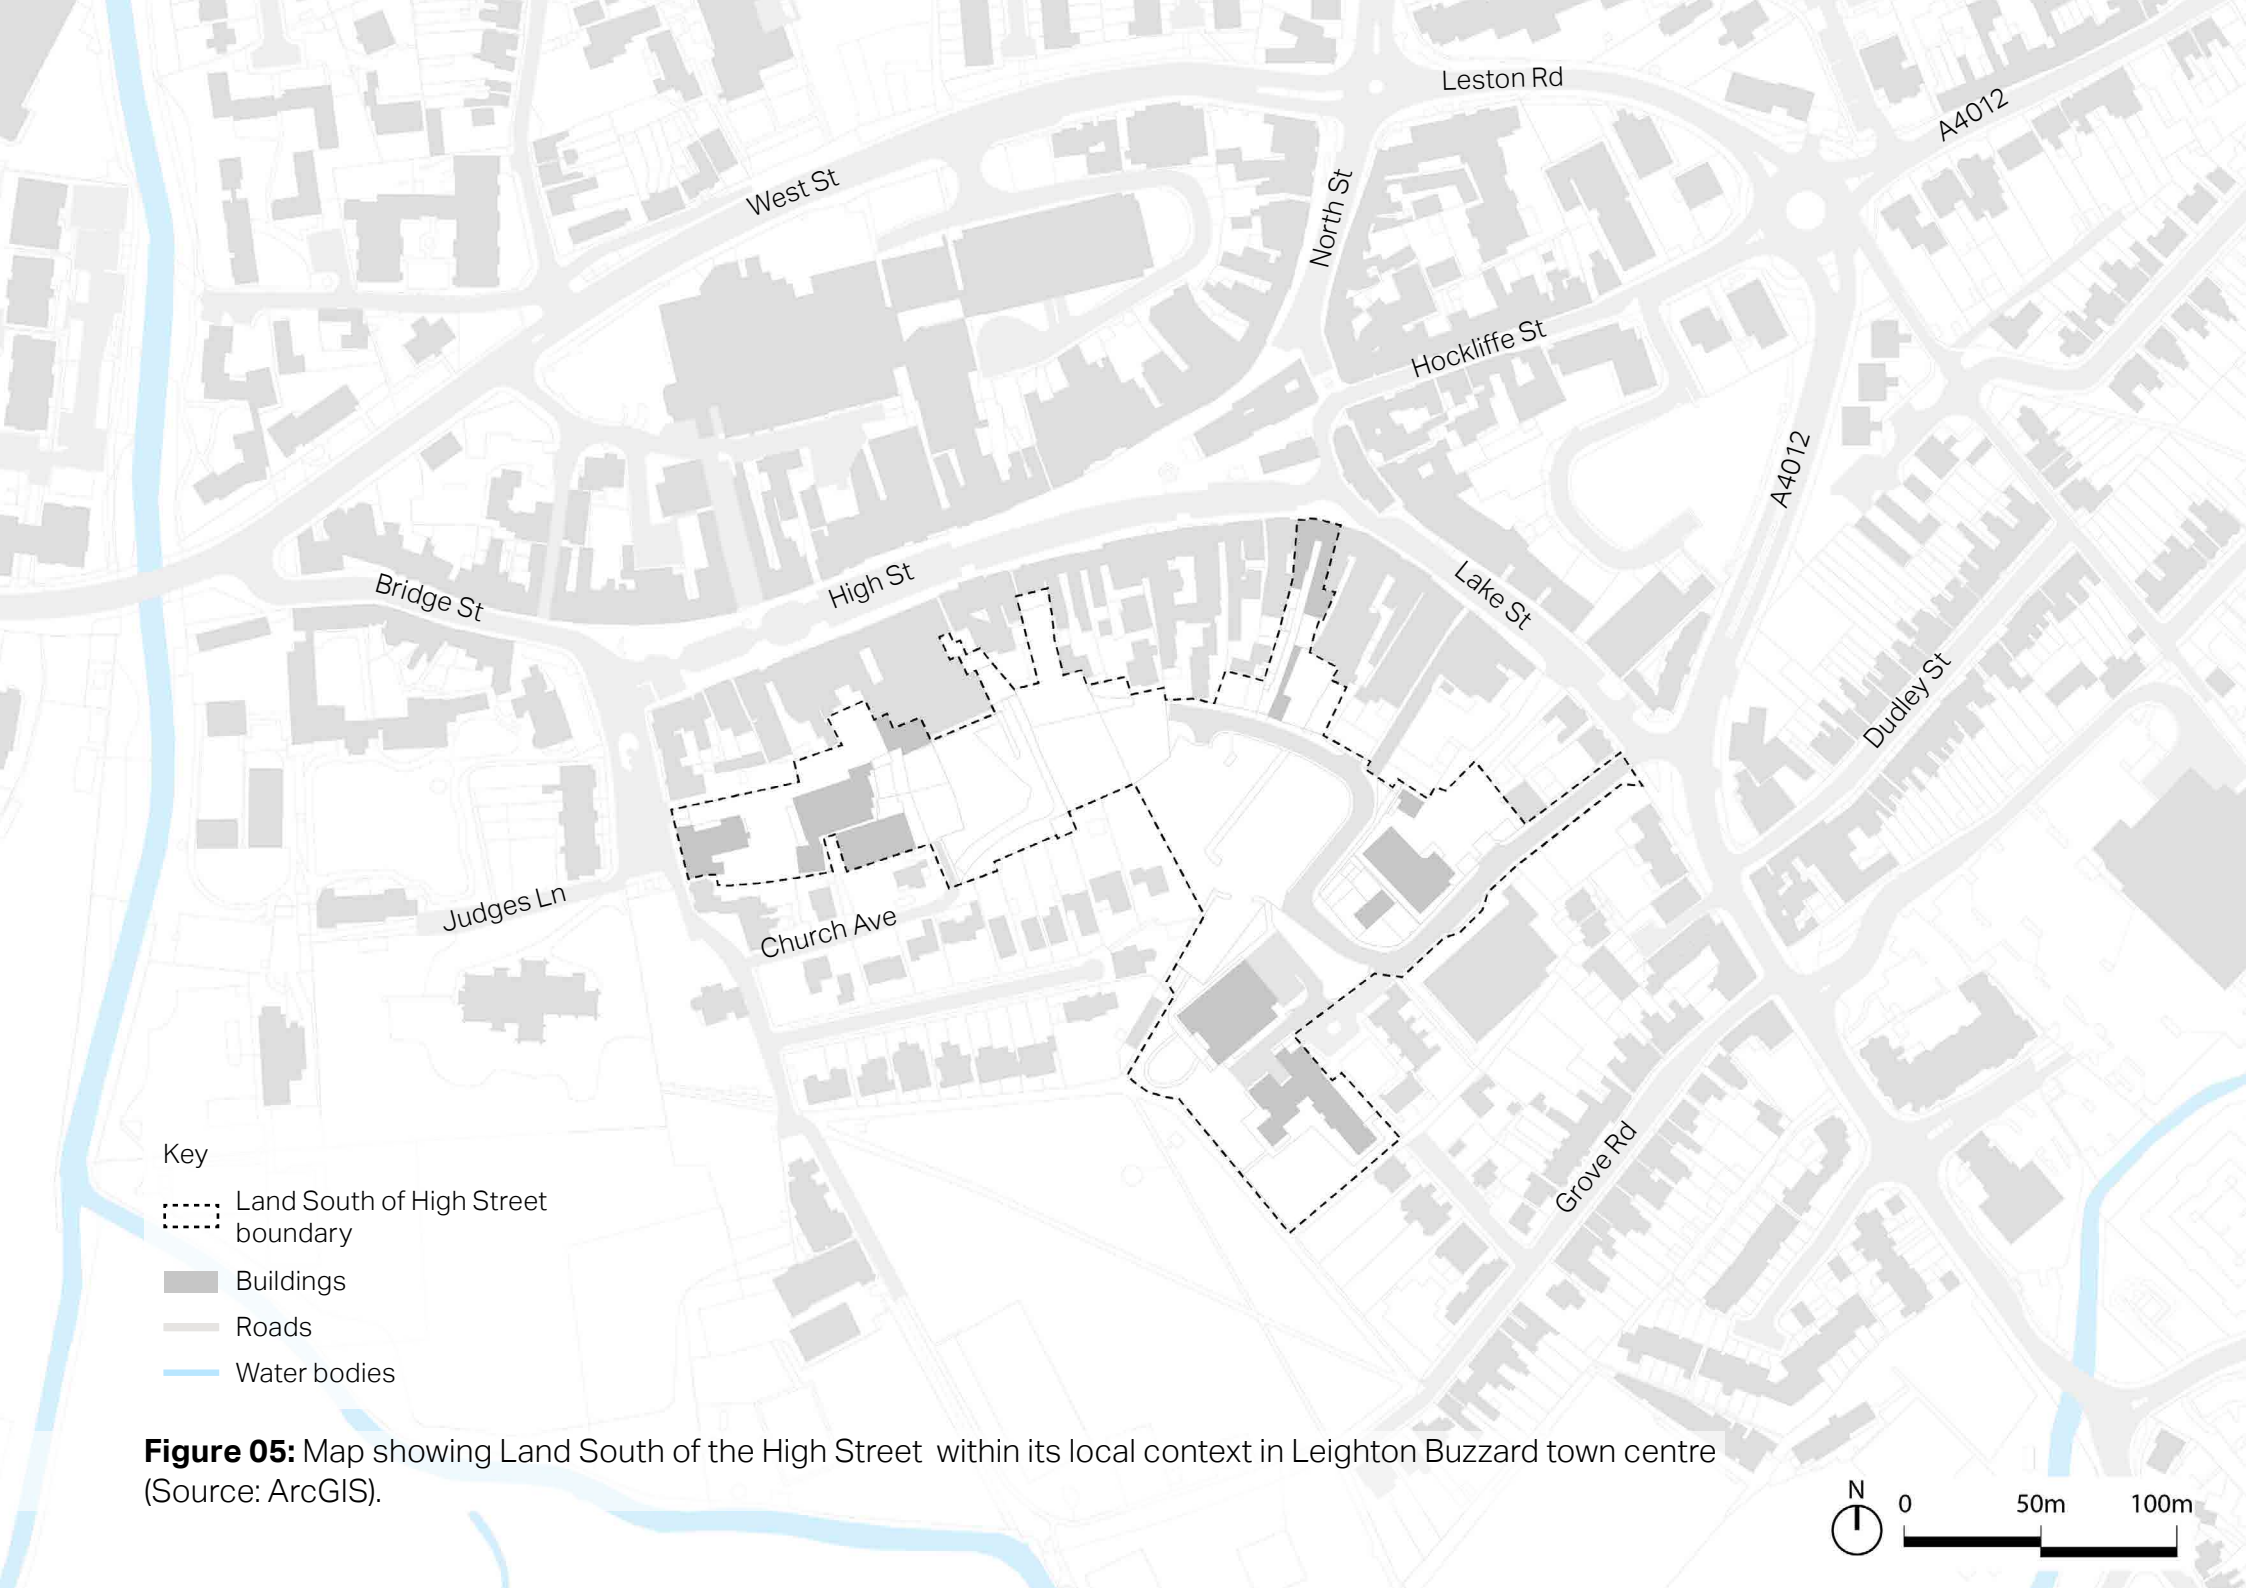 Leston Rd
A4012
West St
North St
Hockliffe St
A4012
High St
Bridge St
Lake St
Dudley St
Judges Ln
Church Ave
Grove Rd
Key
Land South of High Street
boundary
Buildings
Roads
Water bodies
Figure 05: Map showing Land South of the High Street within its local context in Leighton Buzzard town centre
(Source: ArcGIS).
N
0 50m 100m